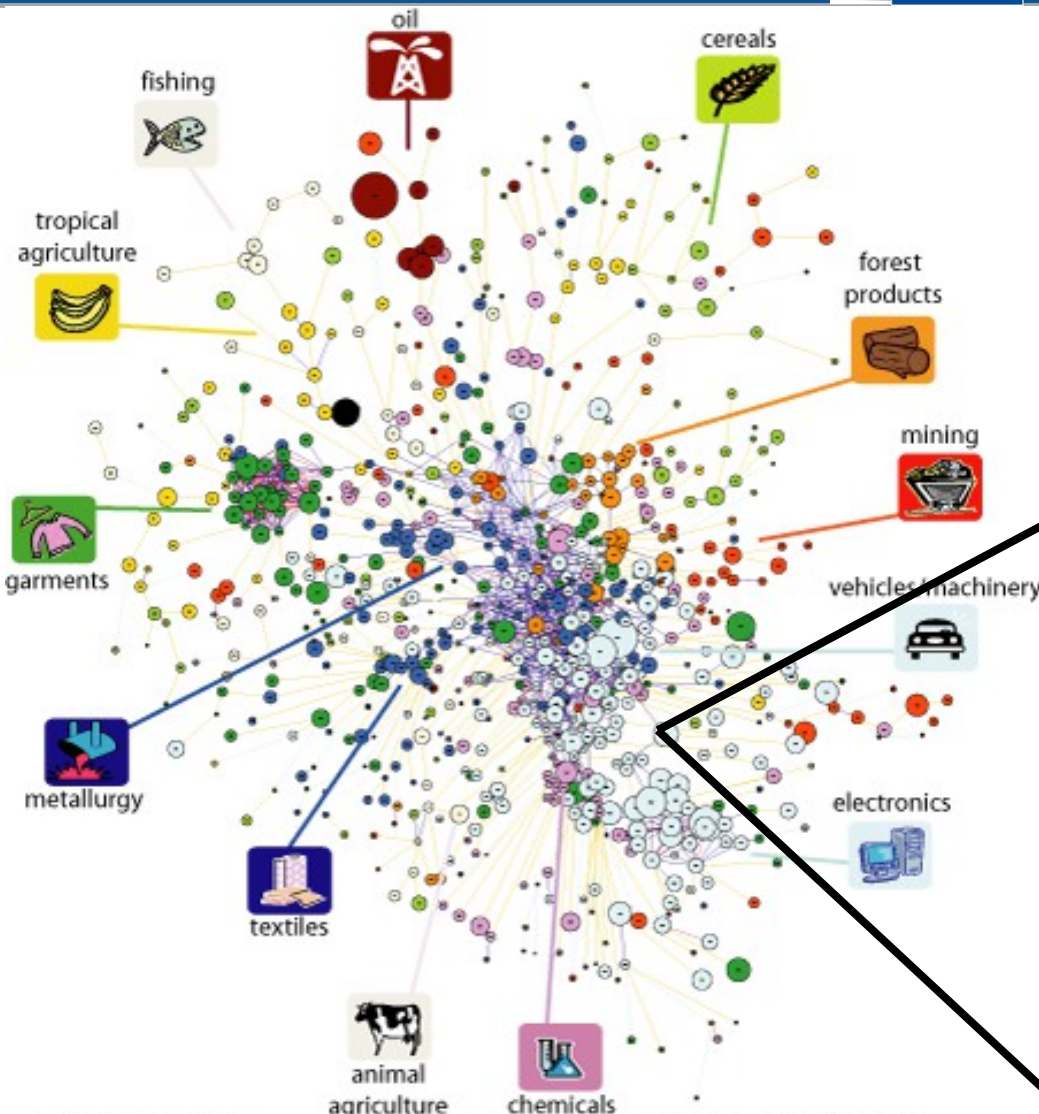 oil
cereals
fishing
tropical
agriculture
forest
products
mining
garments
vehicles/machinery
metallurgy
electronics
textiles
animal
agriculture
chemicals